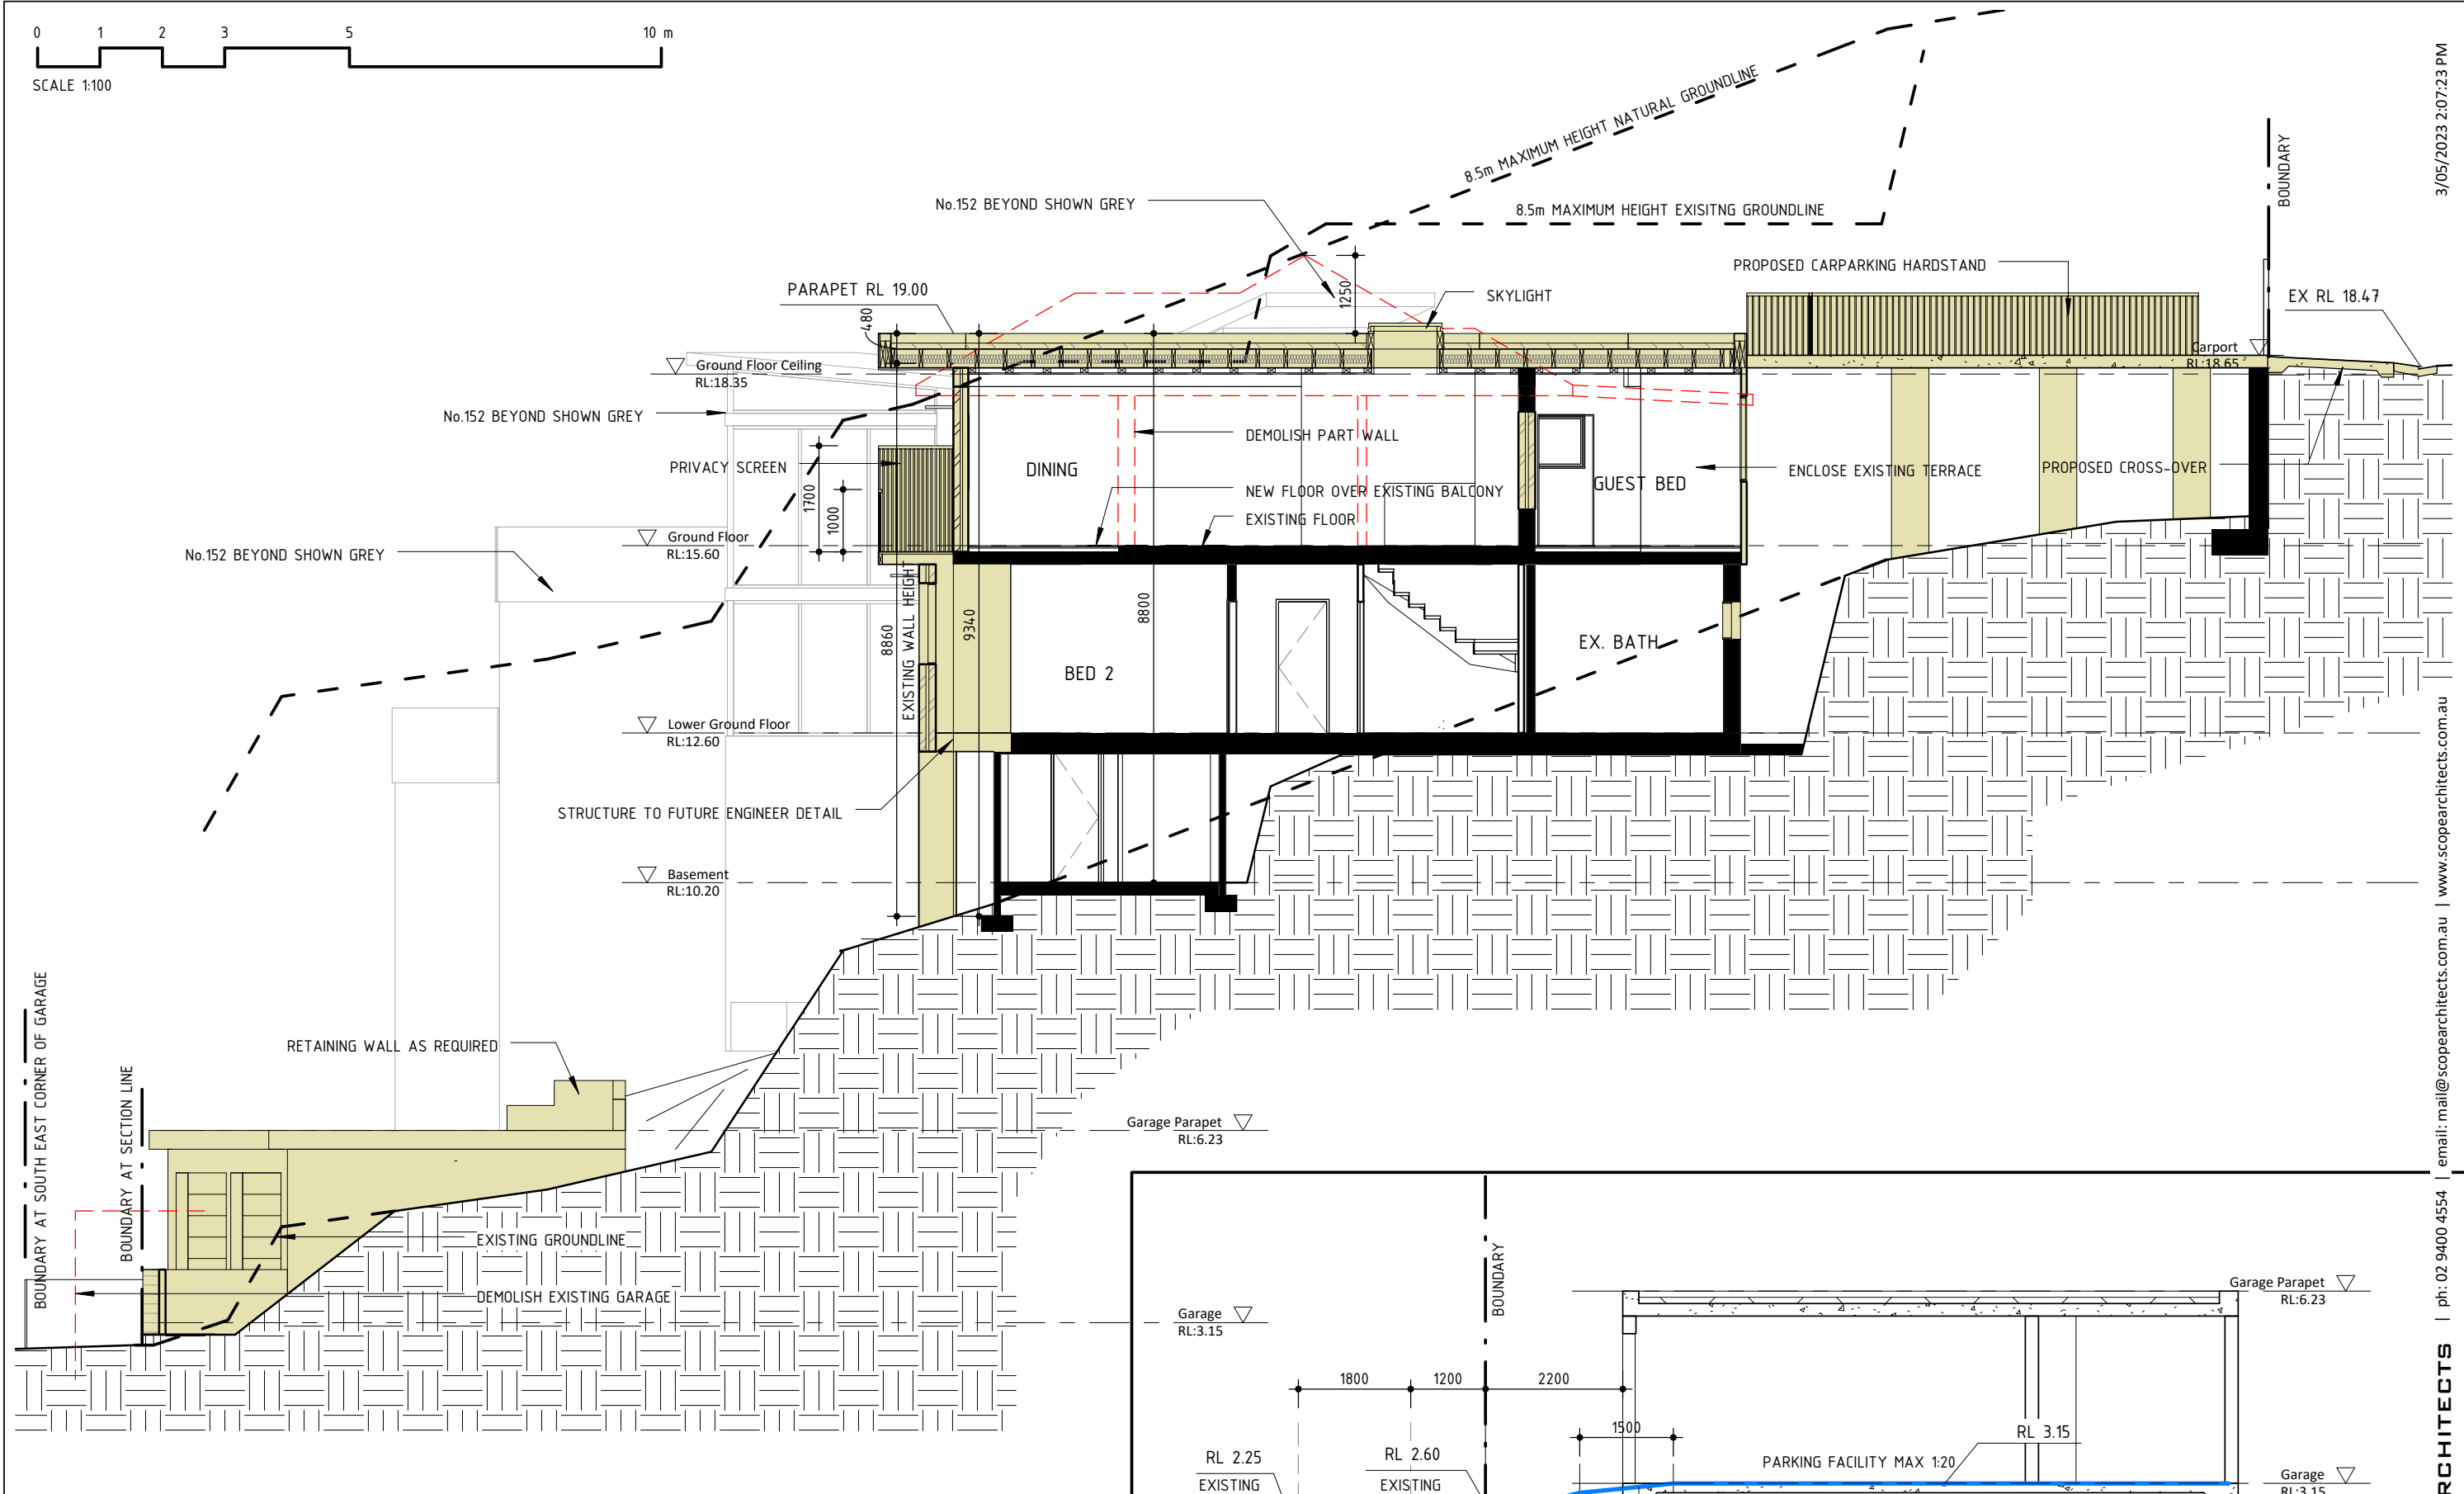 0 1 2 3 5 10 m
SCALE 1:100
3/05/2023 2:07:23 PM
8.5m MAXIMUM HEIGHT NATURAL GROUNDLINE
8.5m MAXIMUM HEIGHT EXISITNG GROUNDLINE
BOUNDARY
No.152 BEYOND SHOWN GREY
PROPOSED CARPARKING HARDSTAND
PARAPET RL 19.00
480
1250
SKYLIGHT
EX RL 18.47
Carport
RL:18.65
Ground Floor Ceiling
RL:18.35
No.152 BEYOND SHOWN GREY
DEMOLISH PART WALL
PRIVACY SCREEN
DINING
GUEST BED
ENCLOSE EXISTING TERRACE
PROPOSED CROSS-OVER
1700
1000
NEW FLOOR OVER EXISTING BALCONY
EXISTING FLOOR
Ground Floor
RL:15.60
No.152 BEYOND SHOWN GREY
8860
EXISTING WALL HEIGHT
9340
8800
EX. BATH
BED 2
Lower Ground Floor
RL:12.60
STRUCTURE TO FUTURE ENGINEER DETAIL
Basement
RL:10.20
BOUNDARY AT SOUTH EAST CORNER OF GARAGE
BOUNDARY AT SECTION LINE
RETAINING WALL AS REQUIRED
Garage Parapet
RL:6.23
EXISTING GROUNDLINE
DEMOLISH EXISTING GARAGE
Garage
RL:3.15
BOUNDARY
Garage Parapet
RL:6.23
1800
1200
2200
1500
RL 3.15
RL 2.25
EXISTING
RL 2.60
EXISTING
PARKING FACILITY MAX 1:20
Garage
RL:3.15
RCHITECTS | ph: 02 9400 4554 | email: mail@scopearchitects.com.au | www.scopearchitects.com.au